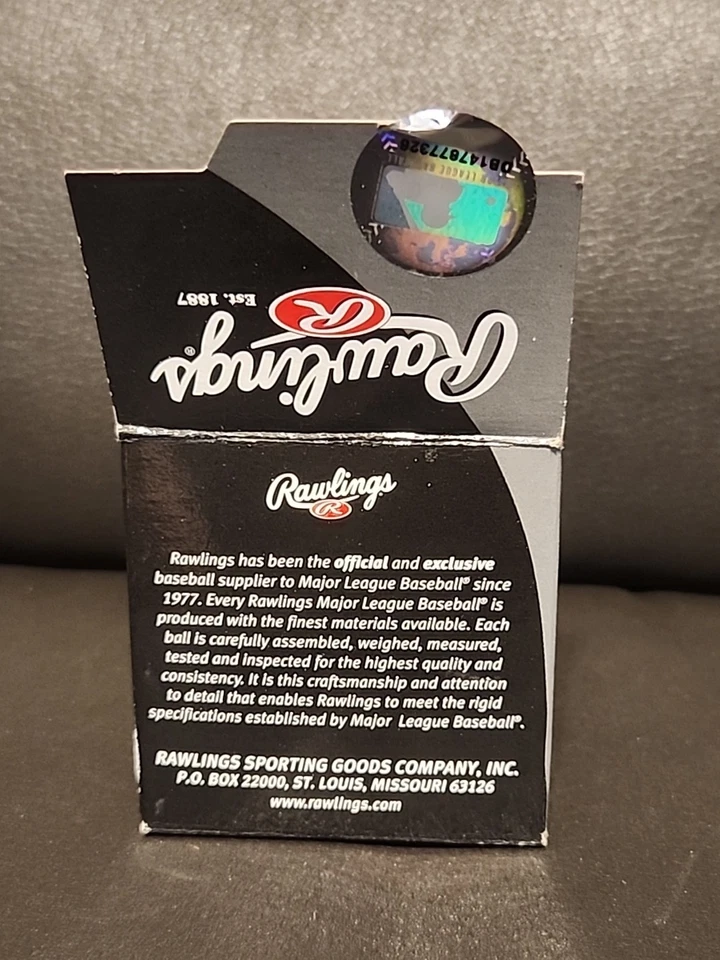 OB147877326
Est. 1887
Rawlings®
R
Rawlings
R
Rawlings has been the official and exclusive
baseball supplier to Major League Baseball® since
1977. Every Rawlings Major League Baseball® is
produced with the finest materials available. Each
ball is carefully assembled, weighed, measured,
tested and inspected for the highest quality and
consistency. It is this craftsmanship and attention
to detail that enables Rawlings to meet the rigid
specifications established by Major League Baseball®.
RAWLINGS SPORTING GOODS COMPANY, INC.
P.O. BOX 22000, ST. LOUIS, MISSOURI 63126
www.rawlings.com